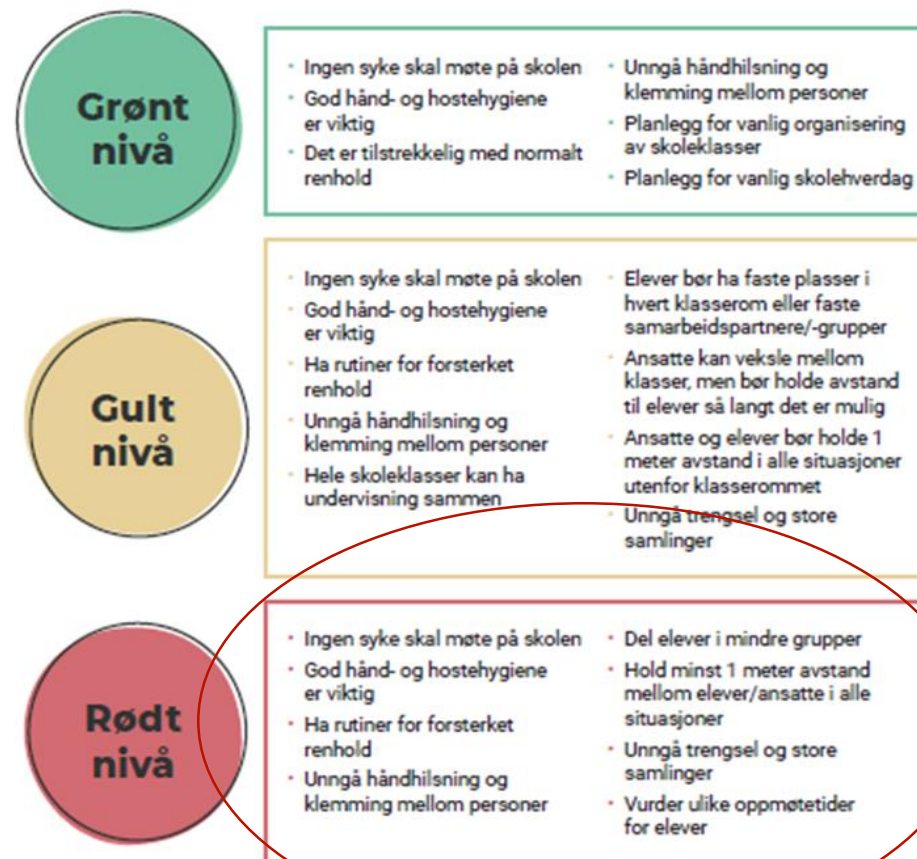 Grønt
nivå
• Ingen syke skal møte på skolen
• God hånd- og hostehygiene
er viktig
• Det er tilstrekkelig med normalt
renhold
• Unngå håndhilsning og
klemming mellom personer
• Planlegg for vanlig organisering
av skoleklasser
• Planlegg for vanlig skolehverdag
Gult
nivå
• Ingen syke skal møte på skolen
• God hånd- og hostehygiene
er viktig
• Ha rutiner for forsterket
renhold
• Unngå håndhilsning og
klemming mellom personer
• Hele skoleklasser kan ha
undervisning sammen
• Elever bør ha faste plasser i
hvert klasserom eller faste
samarbeidspartnere/-grupper
• Ansatte kan veksle mellom
klasser, men bør holde avstand
til elever så langt det er mulig
• Ansatte og elever bør holde 1
meter avstand i alle situasjoner
utenfor klasserommet
• Unngå trengsel og store
samlinger
Rødt
nivå
• Ingen syke skal møte på skolen
• God hånd- og hostehygiene
er viktig
• Ha rutiner for forsterket
renhold
• Unngå håndhilsning og
klemming mellom personer
• Del elever i mindre grupper
• Hold minst 1 meter avstand
mellom elever/ansatte i alle
situasjoner
• Unngå trengsel og store
samlinger
• Vurder ulike oppmøtetider
for elever